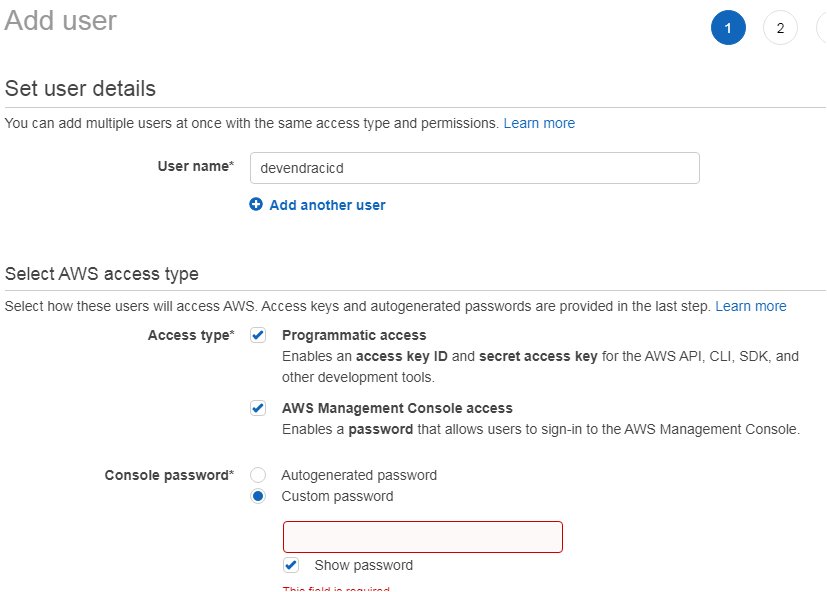 Add user
1
2
Set user details
You can add multiple users at once with the same access type and permissions. Learn more
User name*
devendracicd
Add another user
Select AWS access type
Select how these users will access AWS. Access keys and autogenerated passwords are provided in the last step. Learn more
Access type*
Programmatic access
Enables an access key ID and secret access key for the AWS API, CLI, SDK, and
other development tools.
AWS Management Console access
Enables a password that allows users to sign-in to the AWS Management Console.
Console password*
Autogenerated password
Custom password
Show password
This field is required